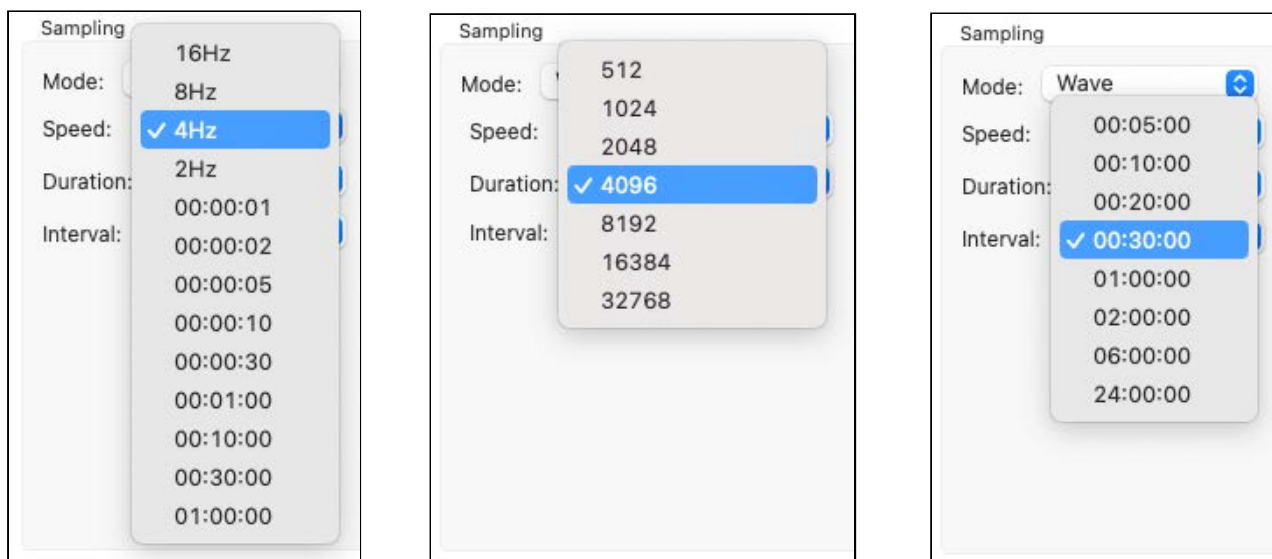 Sampling
16Hz
Mode:
8Hz
Speed:
✓ 4Hz
2Hz
Duration:
00:00:01
Interval:
00:00:02
00:00:05
00:00:10
00:00:30
00:01:00
00:10:00
00:30:00
01:00:00
Sampling
512
Mode:
1024
Speed:
2048
Duration:
✓ 4096
Interval:
8192
16384
32768
Sampling
Mode: Wave
Speed:
00:05:00
00:10:00
Duration:
00:20:00
Interval:
✓ 00:30:00
01:00:00
02:00:00
06:00:00
24:00:00